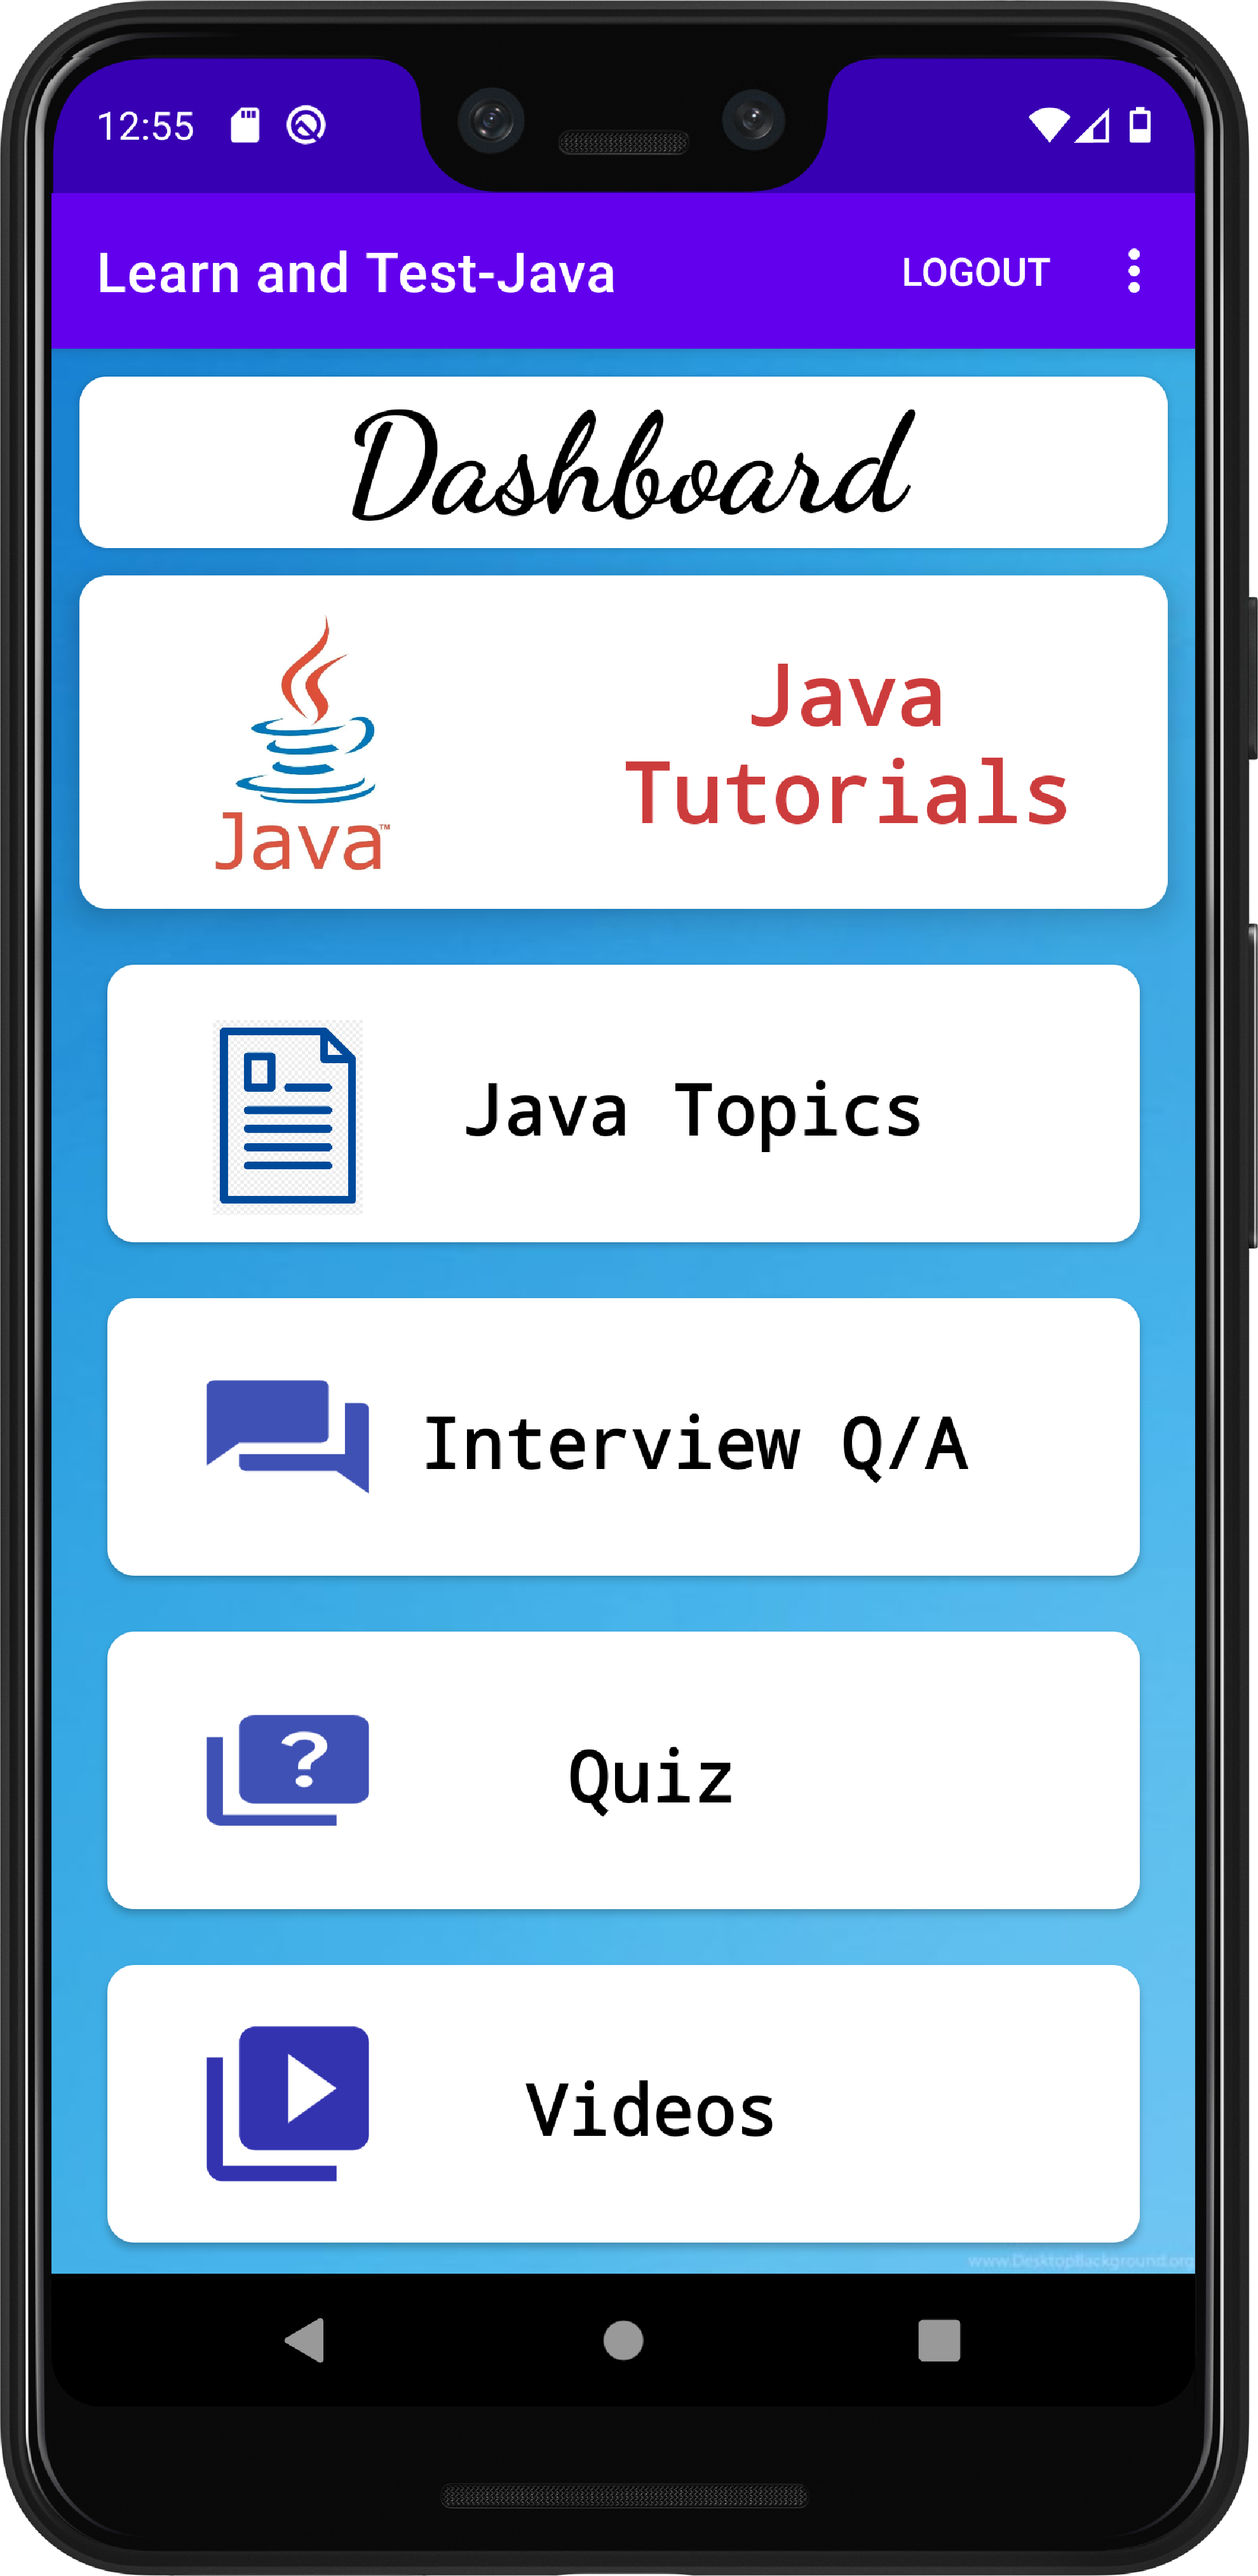 12:55
Learn and Test-Java
LOGOUT
Dashboard
Java™
Java
Tutorials
Java Topics
Interview Q/A
?
Quiz
Videos
www.DesktopBackground.org